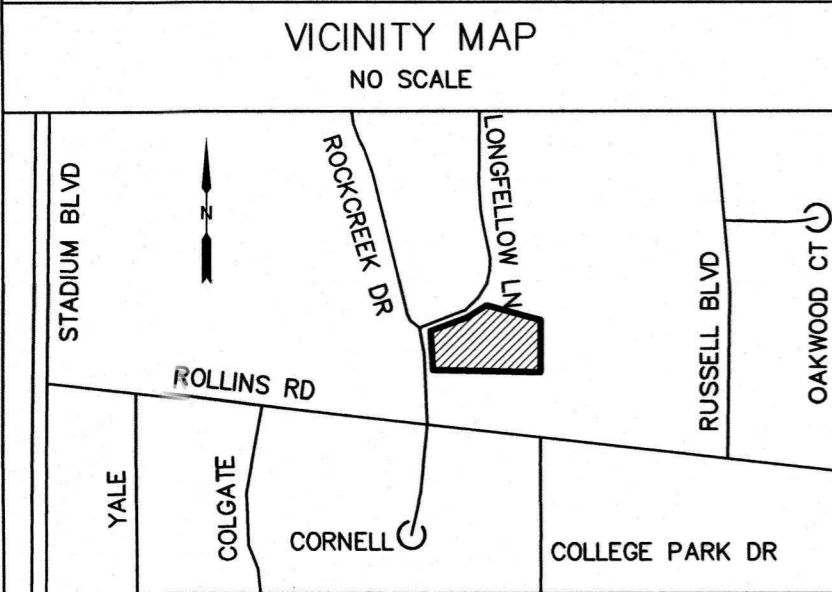 VICINITY MAP
NO SCALE
STADIUM BLVD
N
ROCKCREEK DR
LONGFELLOW LN
RUSSELL BLVD
OAKWOOD CT
ROLLINS RD
YALE
COLGATE
CORNELL
COLLEGE PARK DR